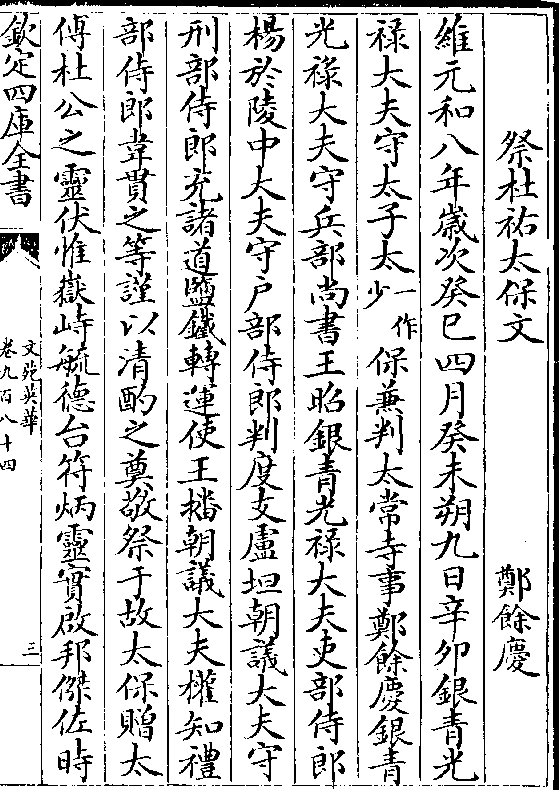 祭杜祐太保文　鄭餘慶
維元和八年歲次癸巳四月癸未朔九日辛卯銀青光
祿大夫守太子太一作少保兼判太常寺事鄭餘慶銀青
光祿大夫守兵部尚書王昭銀青光祿大夫吏部侍郎
楊於陵中大夫守戸部侍郎判度支盧坦朝議大夫守
刑部侍郎充諸道鹽鐵轉運使王播朝議大夫權知禮
部侍郎韋貫之等謹以清酌之奠敬祭于故太保贈太
傅杜公之靈伏惟嶽峙毓德台符炳靈實啟邦傑佐時
欽定四庫全書
文苑英華
卷九百八十四
三